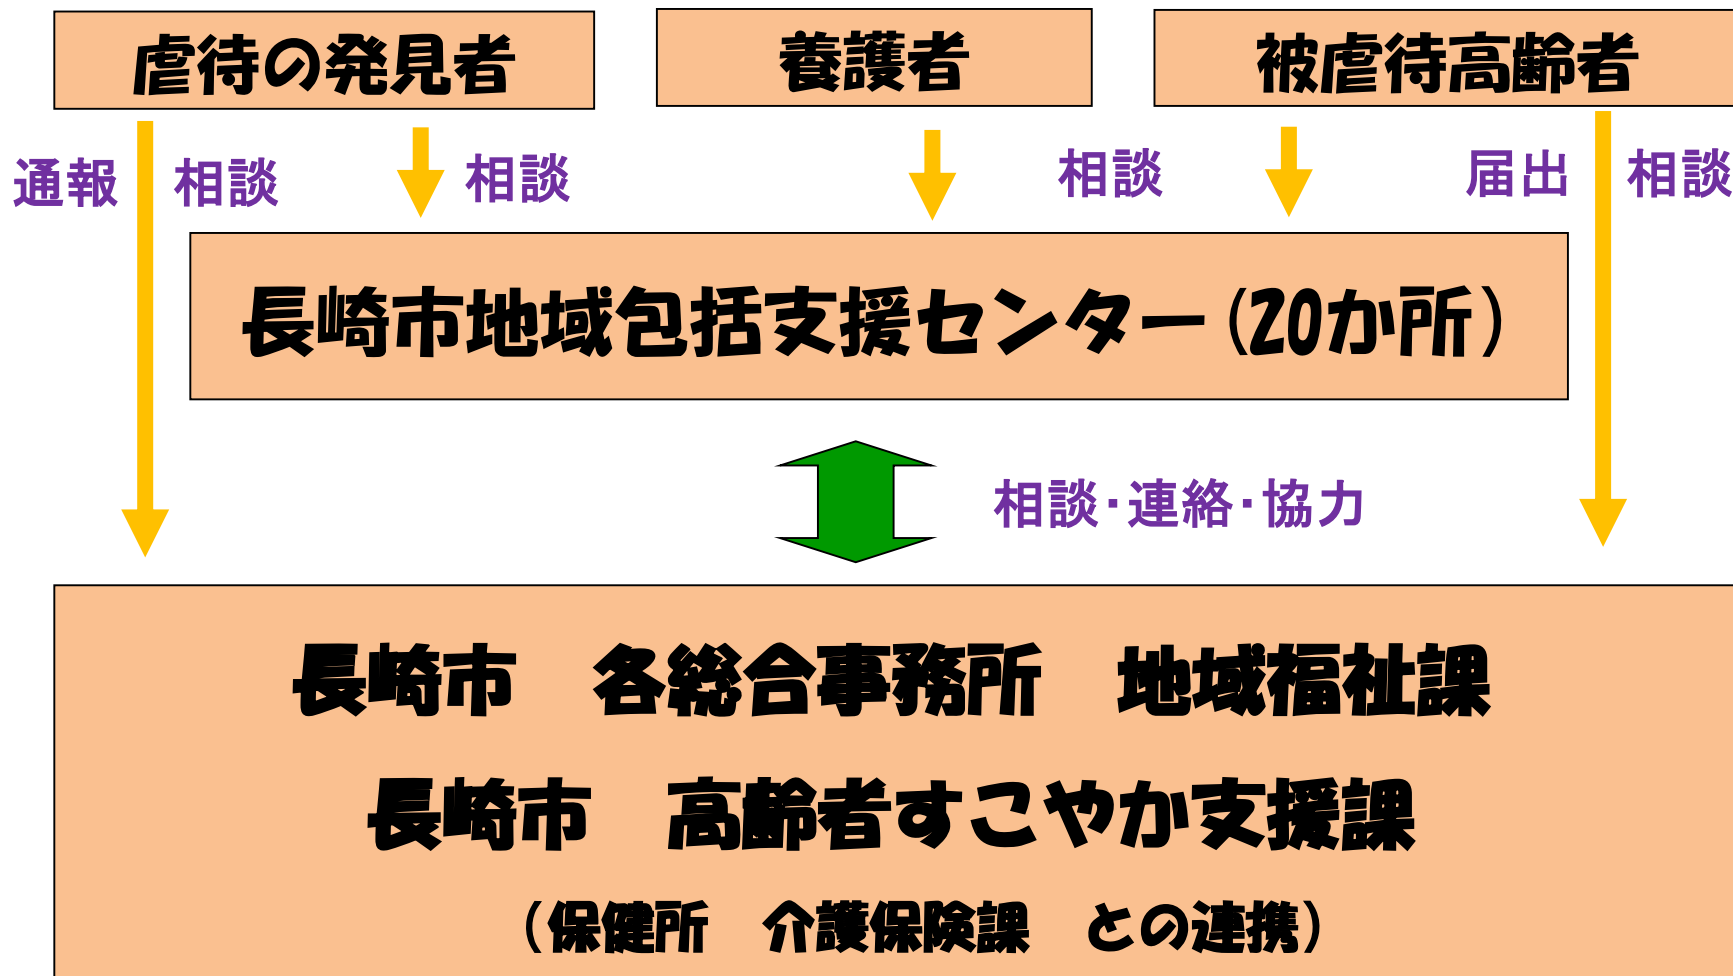 虐待の発見者
養護者
被虐待高齢者
通報
相談
相談
相談
届出
相談
長崎市地域包括支援センター(20か所)
相談・連絡・協力
長崎市　各総合事務所　地域福祉課
長崎市　高齢者すこやか支援課
(保健所　介護保険課　との連携)